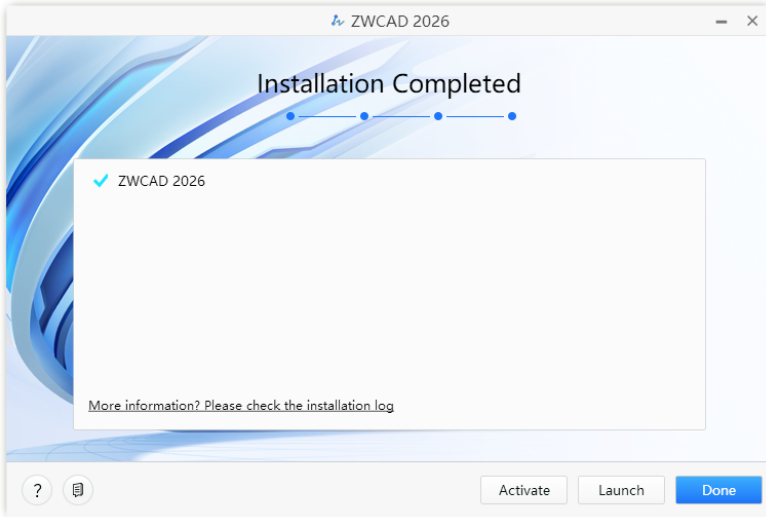 ZWCAD 2026
Installation Completed
ZWCAD 2026
More information? Please check the installation log
?
Activate
Launch
Done